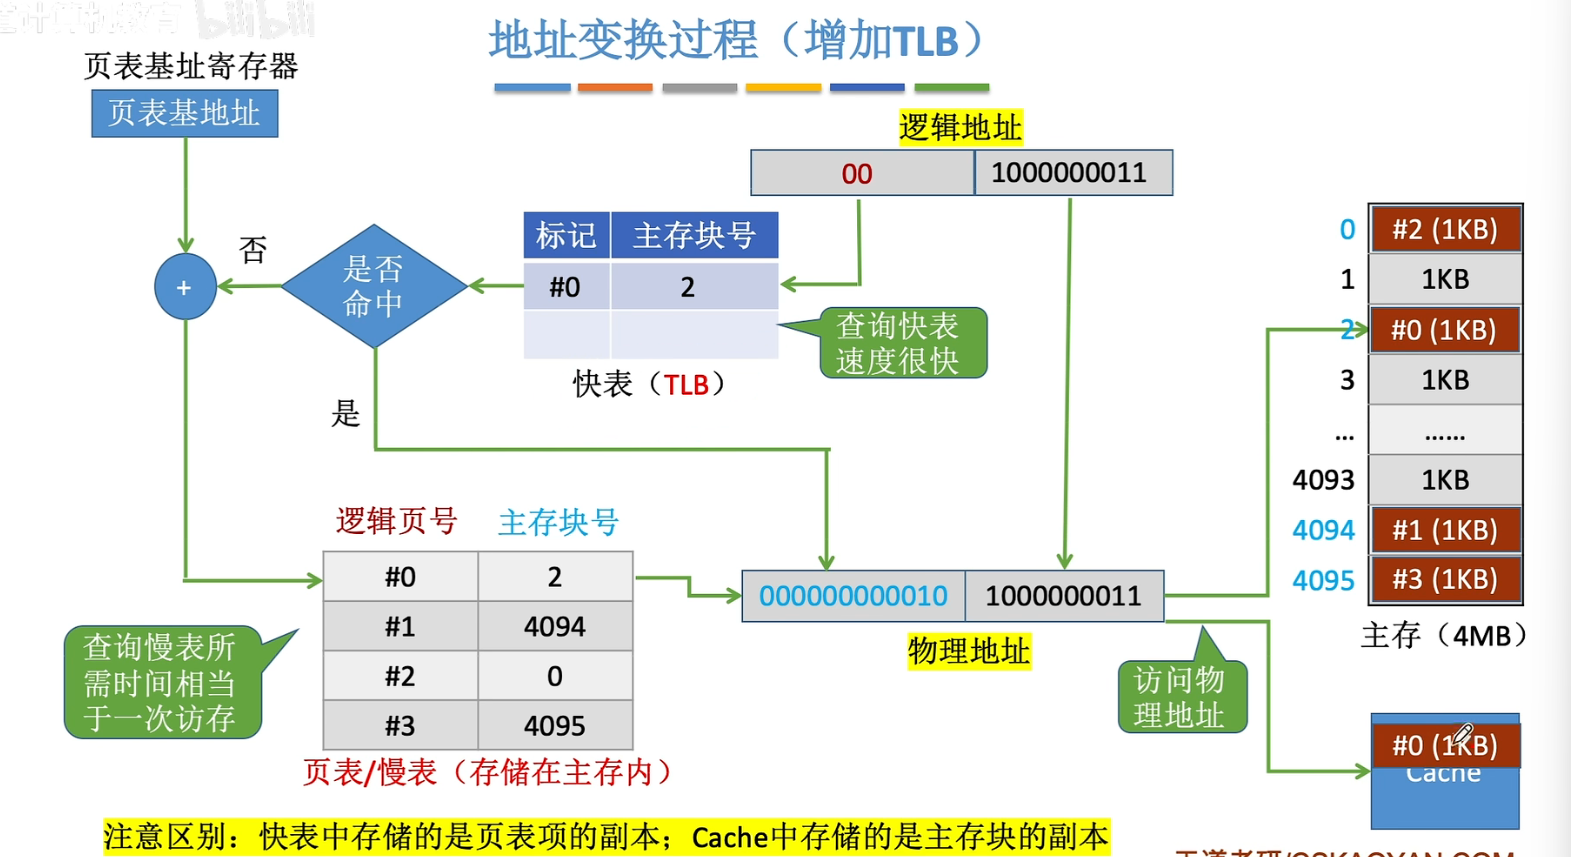 计算机教育 bilibili
地址变换过程（增加TLB）
页表基址寄存器
页表基地址
逻辑地址
00 1000000011
标记 主存块号
#0 2
快表（TLB）
查询快表
速度很快
是否
命中
否
是
+
逻辑页号 主存块号
#0 2
#1 4094
#2 0
#3 4095
页表/慢表（存储在主存内）
查询慢表所
需时间相当
于一次访存
000000000010 1000000011
物理地址
访问物
理地址
0 #2 (1KB)
1 1KB
2 #0 (1KB)
3 1KB
... ......
4093 1KB
4094 #1 (1KB)
4095 #3 (1KB)
主存（4MB）
#0 (1KB)
Cache
注意区别：快表中存储的是页表项的副本；Cache中存储的是主存块的副本
王道考研/CSKAOYAN.COM